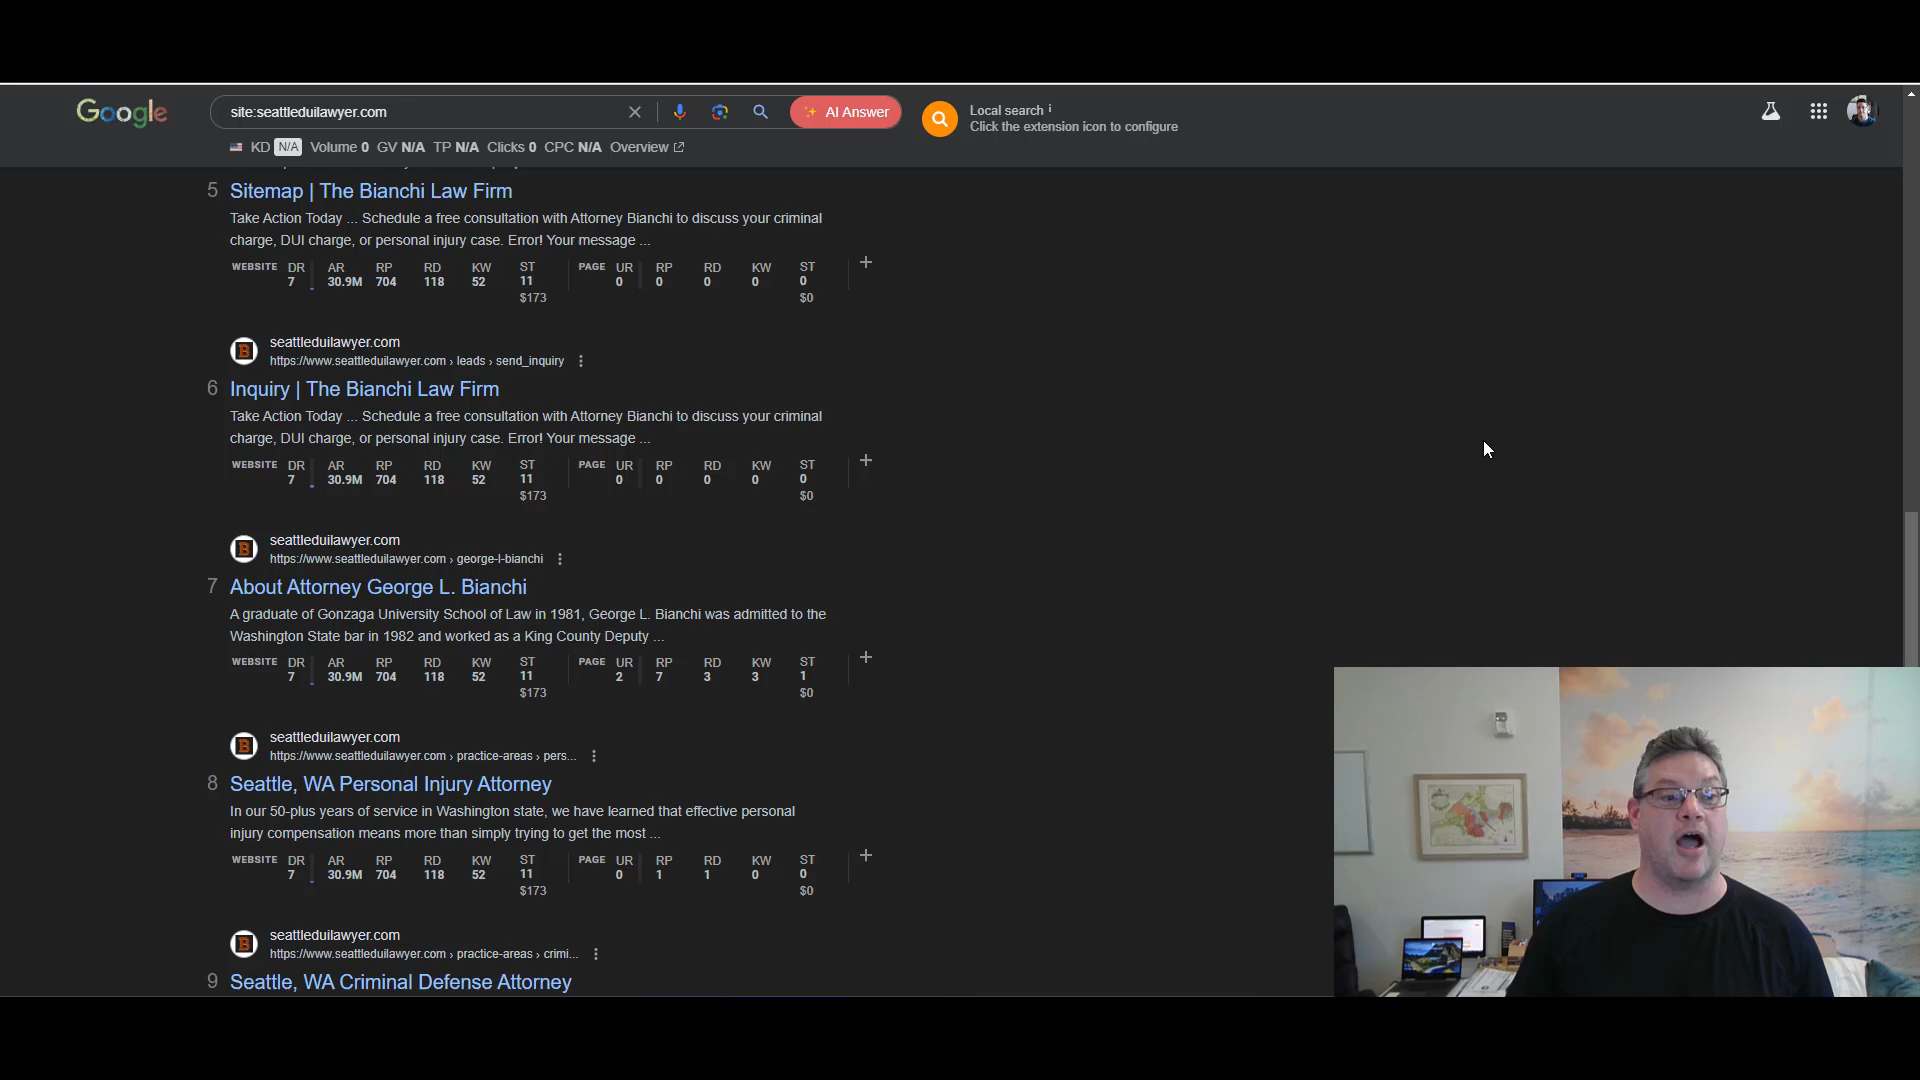 Google
site:seattleduilawyer.com
AI Answer
Local search i
Click the extension icon to configure
KD N/A Volume 0 GV N/A TP N/A Clicks 0 CPC N/A Overview
5 Sitemap | The Bianchi Law Firm
Take Action Today ... Schedule a free consultation with Attorney Bianchi to discuss your criminal
charge, DUI charge, or personal injury case. Error! Your message ...
WEBSITE DR AR RP RD KW ST PAGE UR RP RD KW ST
7 30.9M 704 118 52 11 0 0 0 0 0
$173 $0
seattleduilawyer.com
https://www.seattleduilawyer.com › leads › send_inquiry
6 Inquiry | The Bianchi Law Firm
Take Action Today ... Schedule a free consultation with Attorney Bianchi to discuss your criminal
charge, DUI charge, or personal injury case. Error! Your message ...
WEBSITE DR AR RP RD KW ST PAGE UR RP RD KW ST
7 30.9M 704 118 52 11 0 0 0 0 0
$173 $0
seattleduilawyer.com
https://www.seattleduilawyer.com › george-l-bianchi
7 About Attorney George L. Bianchi
A graduate of Gonzaga University School of Law in 1981, George L. Bianchi was admitted to the
Washington State bar in 1982 and worked as a King County Deputy ...
WEBSITE DR AR RP RD KW ST PAGE UR RP RD KW ST
7 30.9M 704 118 52 11 2 7 3 3 1
$173 $0
seattleduilawyer.com
https://www.seattleduilawyer.com › practice-areas › pers...
8 Seattle, WA Personal Injury Attorney
In our 50-plus years of service in Washington state, we have learned that effective personal
injury compensation means more than simply trying to get the most ...
WEBSITE DR AR RP RD KW ST PAGE UR RP RD KW ST
7 30.9M 704 118 52 11 0 1 1 0 0
$173 $0
seattleduilawyer.com
https://www.seattleduilawyer.com › practice-areas › crimi...
9 Seattle, WA Criminal Defense Attorney